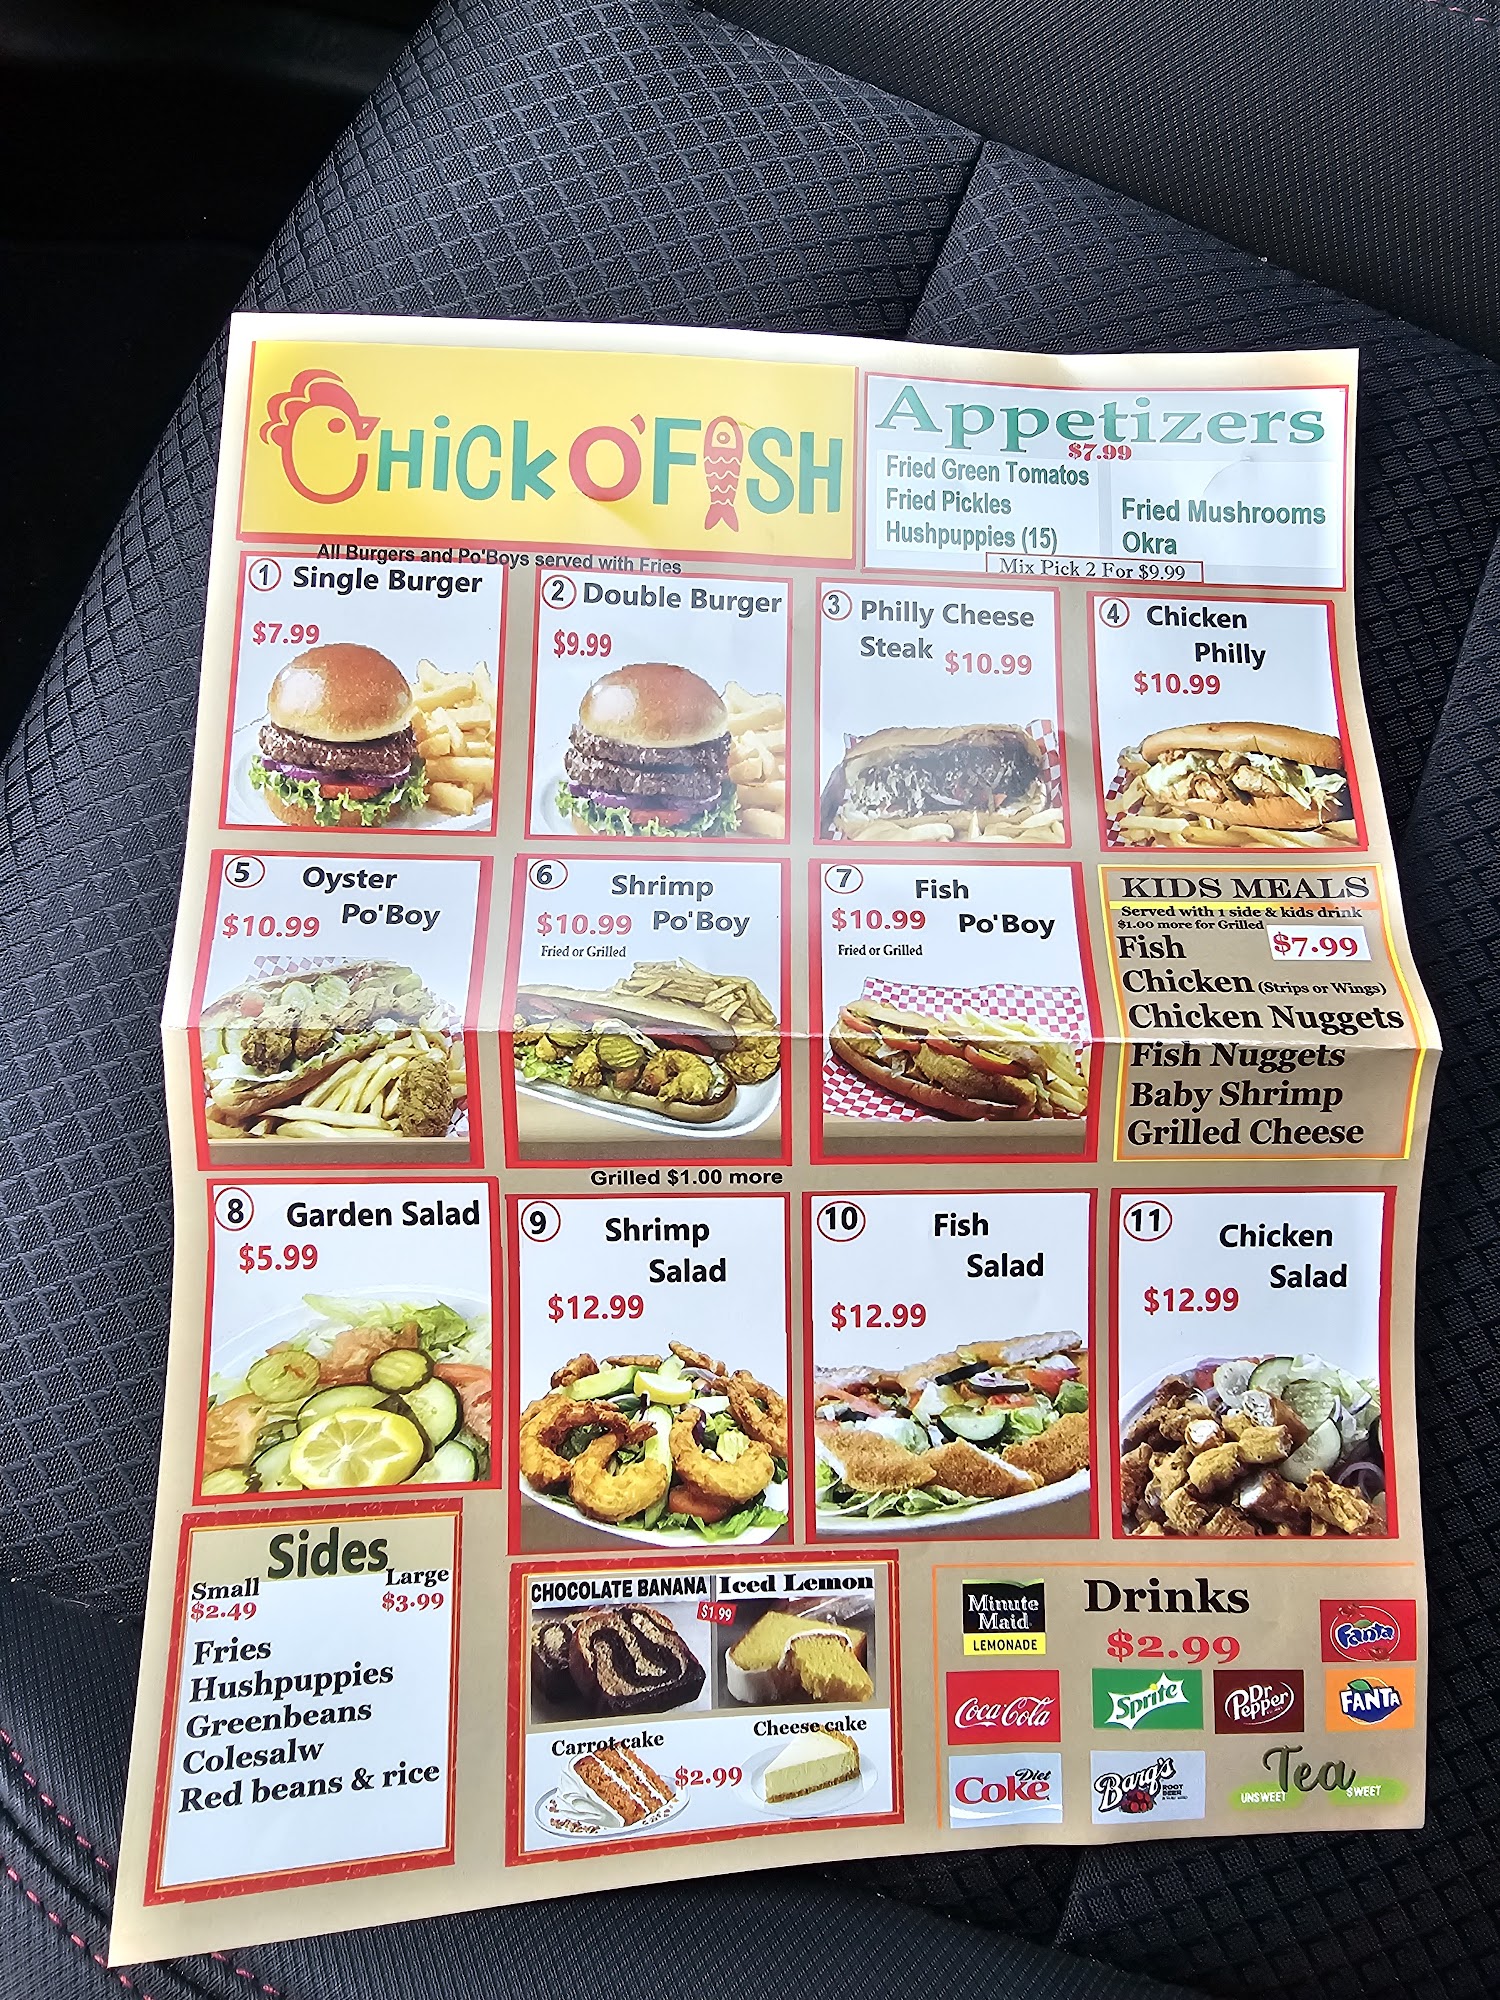 CHICK O'FISH
Appetizers
$7.99
Fried Green Tomatos
Fried Pickles
Hushpuppies (15)
Fried Mushrooms
Okra
Mix Pick 2 For $9.99
All Burgers and Po'Boys served with Fries
1 Single Burger
$7.99
2 Double Burger
$9.99
3 Philly Cheese
Steak $10.99
4 Chicken
Philly
$10.99
5 Oyster
$10.99 Po'Boy
6 Shrimp
$10.99 Po'Boy
Fried or Grilled
7 Fish
$10.99 Po'Boy
Fried or Grilled
KIDS MEALS
Served with 1 side & kids drink
$1.00 more for Grilled
$7.99
Fish
Chicken (Strips or Wings)
Chicken Nuggets
Fish Nuggets
Baby Shrimp
Grilled Cheese
Grilled $1.00 more
8 Garden Salad
$5.99
9 Shrimp
Salad
$12.99
10 Fish
Salad
$12.99
11 Chicken
Salad
$12.99
Sides
Small Large
$2.49 $3.99
Fries
Hushpuppies
Greenbeans
Colesalw
Red beans & rice
CHOCOLATE BANANA Iced Lemon
$1.99
Carrot cake Cheese cake
$2.99
Drinks
$2.99
Minute
Maid
LEMONADE
Fanta
Coca-Cola
Sprite
Dr Pepper
FANTA
Diet
Coke
Barq's
ROOT
BEER
Tea
UNSWEET SWEET